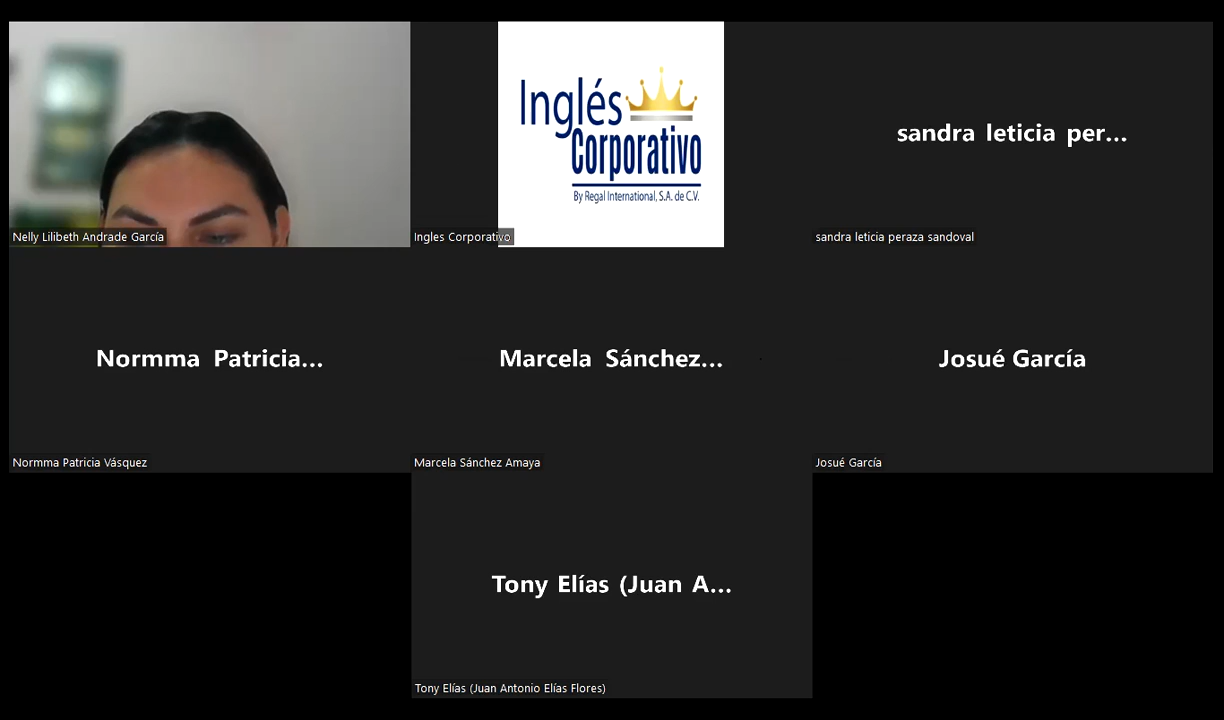 Nelly Lilibeth Andrade García
Inglés
Corporativo
By Regal International, S.A. de C.V.
Ingles Corporativo
sandra leticia per...
sandra leticia peraza sandoval
Normma Patricia...
Normma Patricia Vásquez
Marcela Sánchez...
Marcela Sánchez Amaya
Josué García
Josué García
Tony Elías (Juan A...
Tony Elías (Juan Antonio Elías Flores)